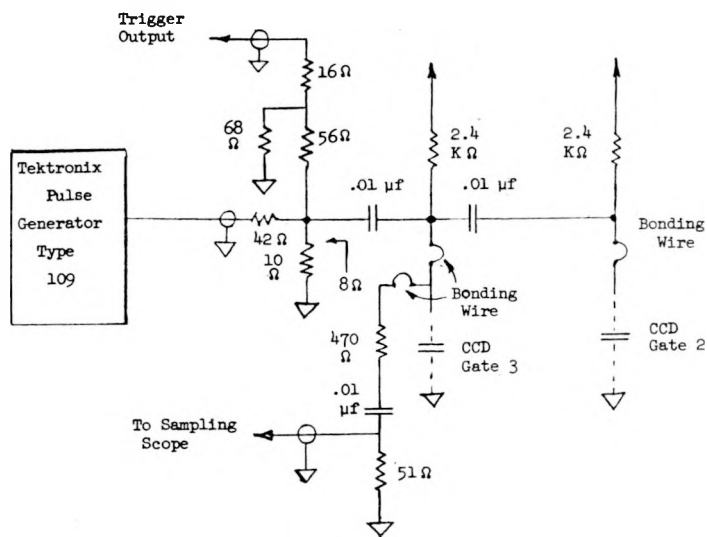 Trigger
Output
16Ω
68
Ω
56Ω
2.4
KΩ
2.4
KΩ
Tektronix
Pulse
Generator
Type
109
.01 μf
.01 μf
42Ω
10
Ω
8Ω
Bonding
Wire
Bonding
Wire
470
Ω
CCD
Gate 3
CCD
Gate 2
.01
μf
To Sampling
Scope
51Ω